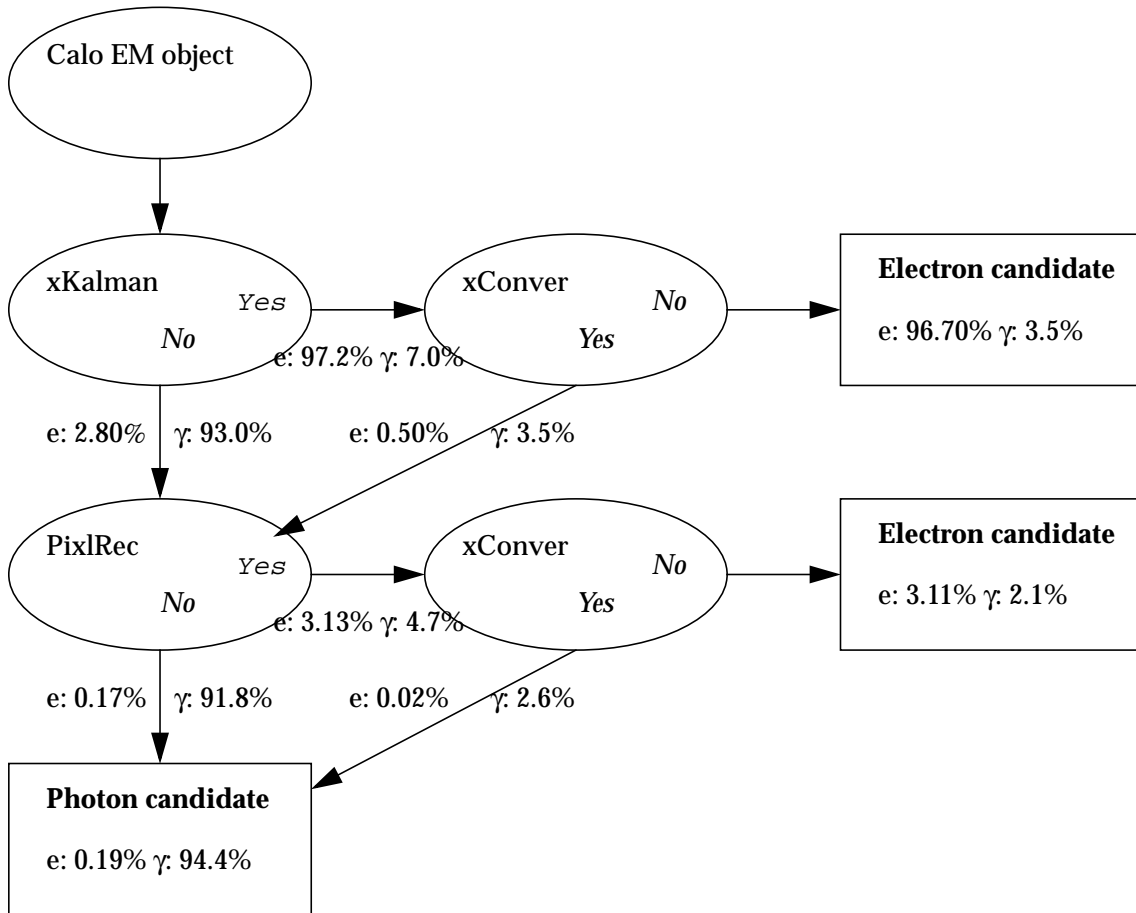 Calo EM object
xKalman
Yes
No
xConver
No
Yes
Electron candidate
e: 96.70% γ: 3.5%
e: 97.2% γ: 7.0%
e: 2.80%
γ: 93.0%
e: 0.50%
γ: 3.5%
PixlRec
Yes
No
xConver
No
Yes
Electron candidate
e: 3.11% γ: 2.1%
e: 3.13% γ: 4.7%
e: 0.17%
γ: 91.8%
e: 0.02%
γ: 2.6%
Photon candidate
e: 0.19% γ: 94.4%